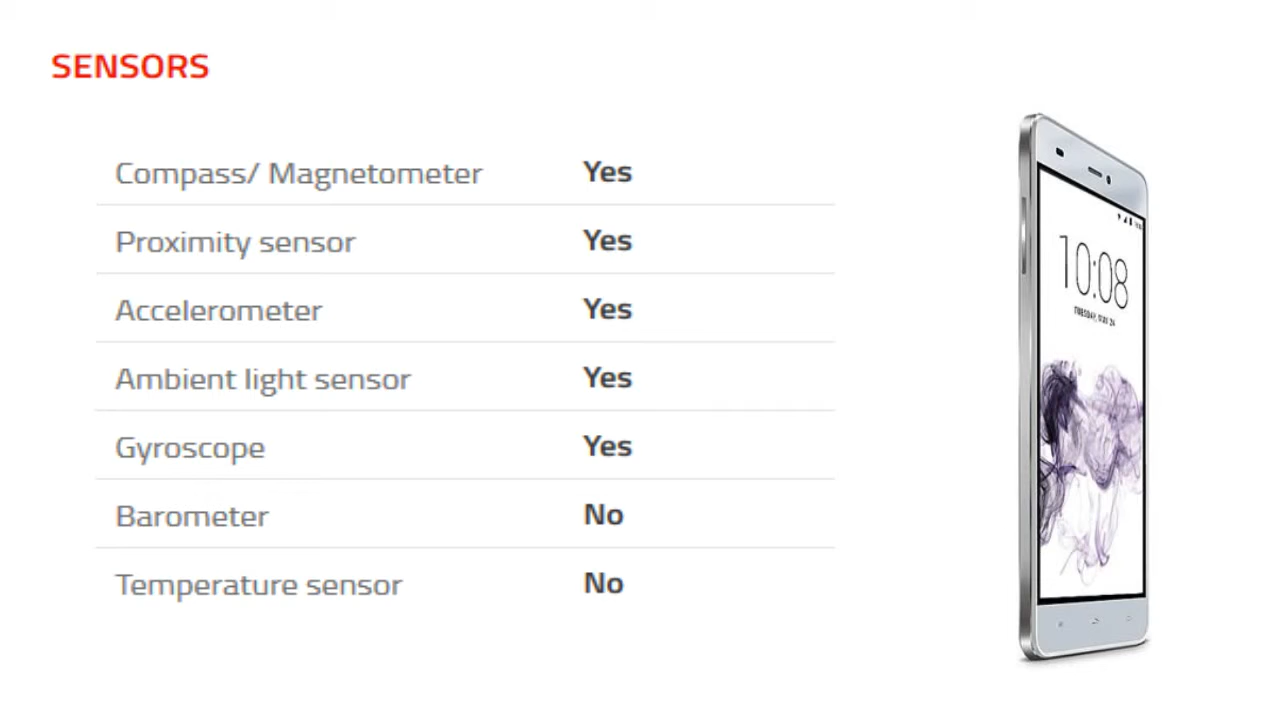 SENSORS
Compass/ Magnetometer Yes
Proximity sensor Yes
Accelerometer Yes
Ambient light sensor Yes
Gyroscope Yes
Barometer No
Temperature sensor No
10:08